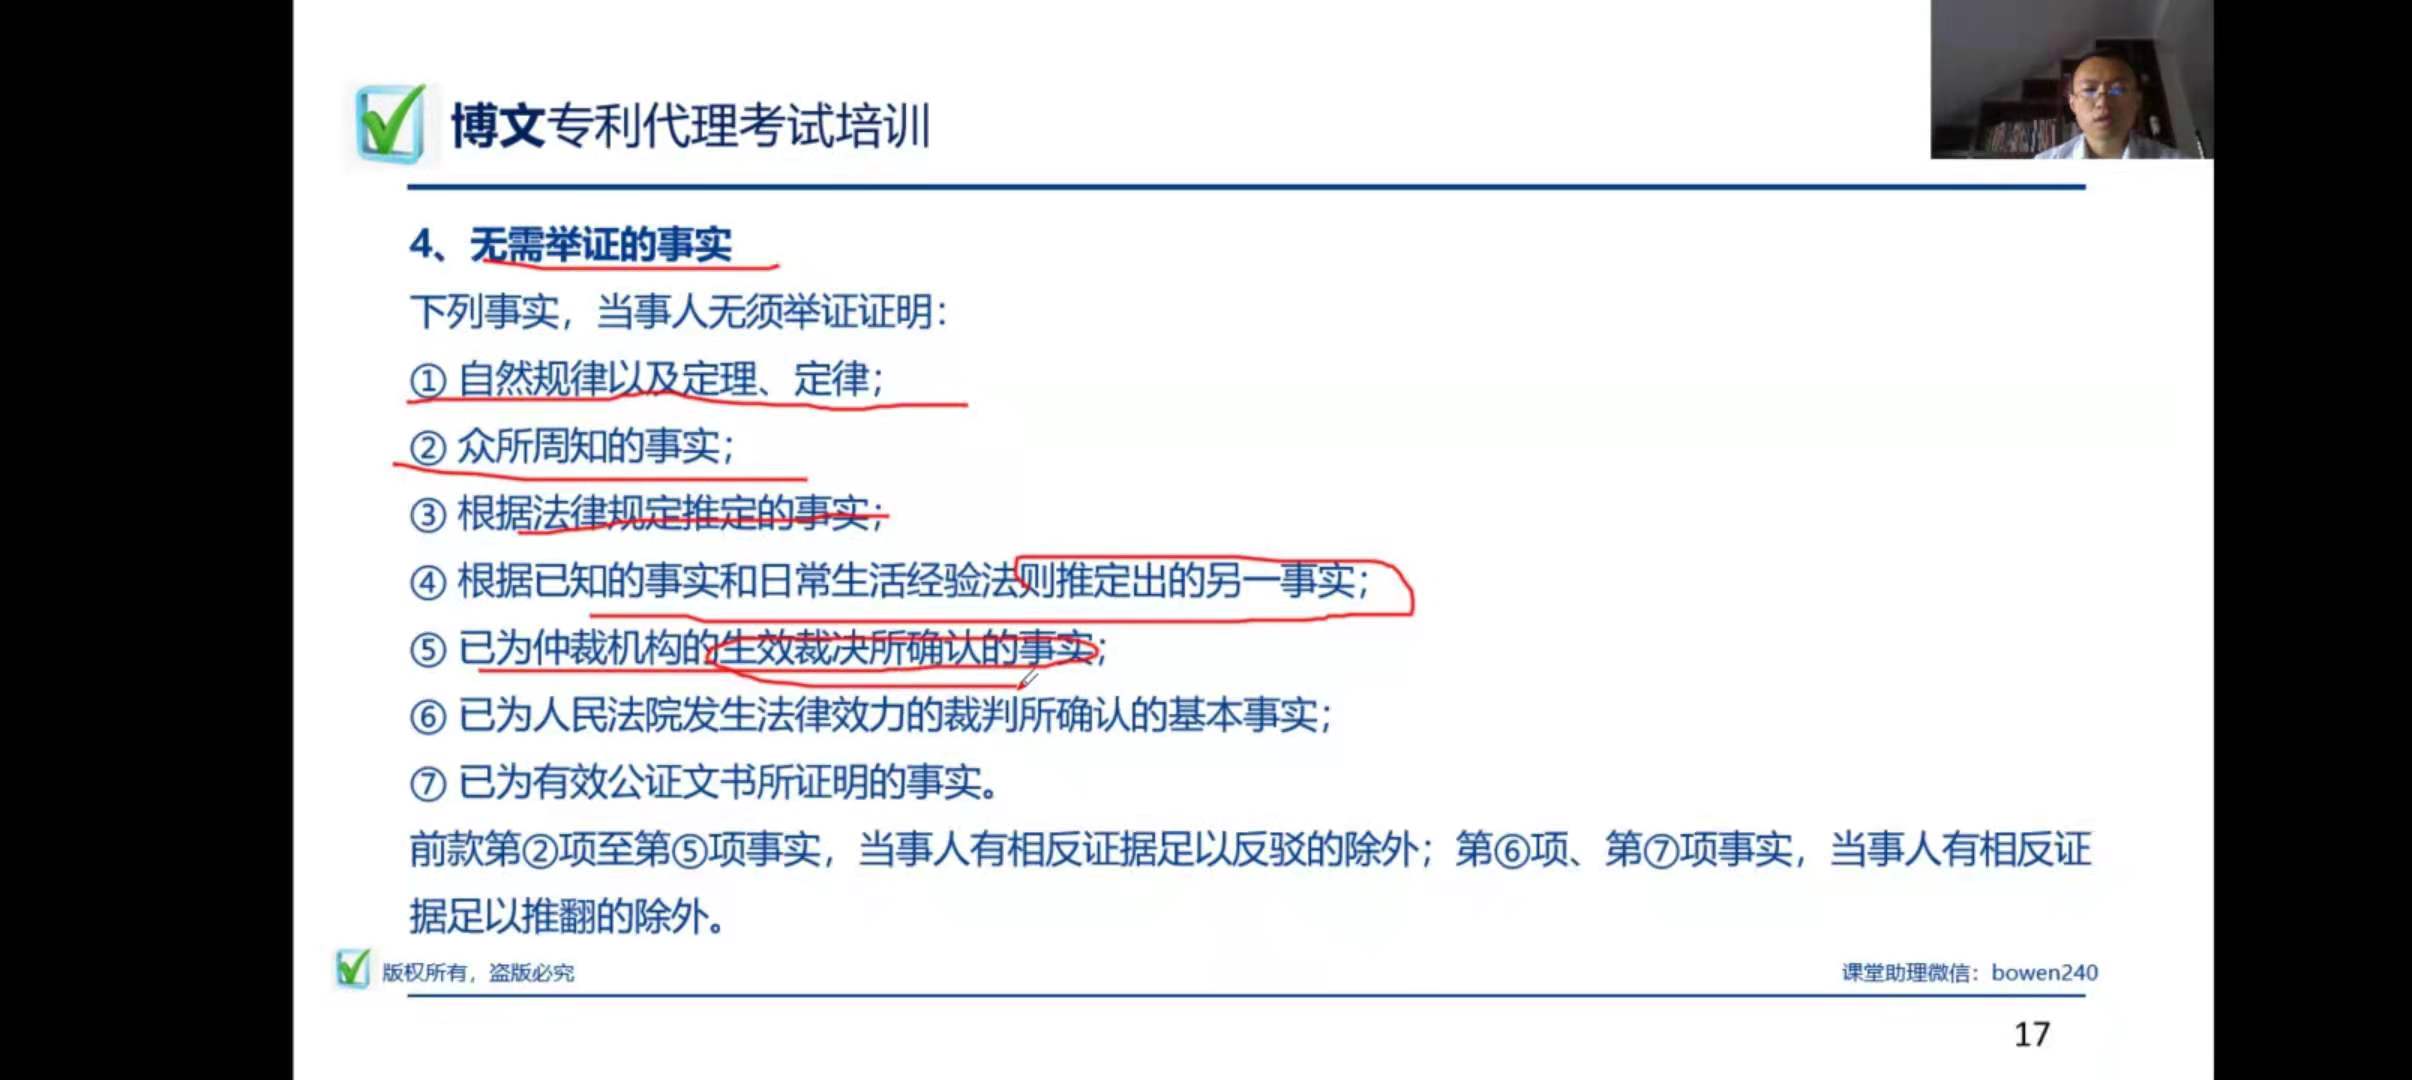 博文专利代理考试培训
4、无需举证的事实
下列事实，当事人无须举证证明：
① 自然规律以及定理、定律；
② 众所周知的事实；
③ 根据法律规定推定的事实；
④ 根据已知的事实和日常生活经验法则推定出的另一事实；
⑤ 已为仲裁机构的生效裁决所确认的事实；
⑥ 已为人民法院发生法律效力的裁判所确认的基本事实；
⑦ 已为有效公证文书所证明的事实。
前款第②项至第⑤项事实，当事人有相反证据足以反驳的除外；第⑥项、第⑦项事实，当事人有相反证
据足以推翻的除外。
版权所有，盗版必究
课堂助理微信：bowen240
17